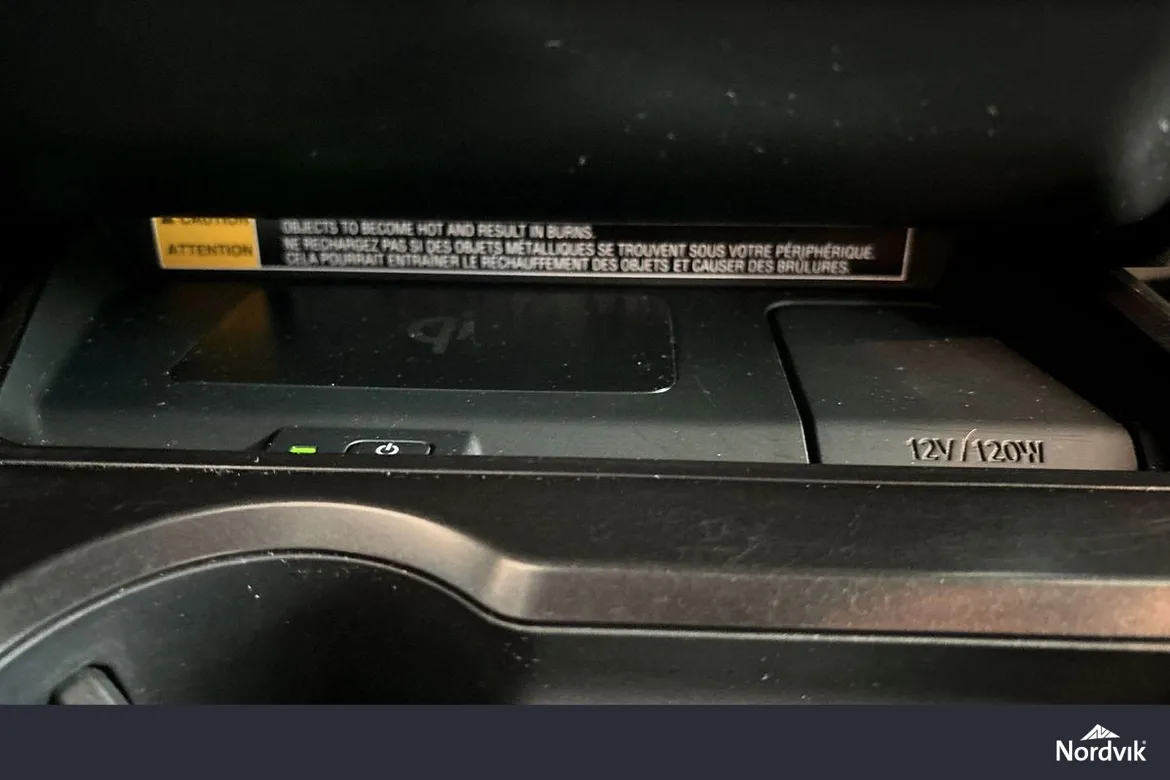 CAUTION
ATTENTION
OBJECTS TO BECOME HOT AND RESULT IN BURNS.
NE RECHARGEZ PAS SI DES OBJETS MÉTALLIQUES SE TROUVENT SOUS VOTRE PÉRIPHÉRIQUE.
CELA POURRAIT ENTRAÎNER LE RÉCHAUFFEMENT DES OBJETS ET CAUSER DES BRÛLURES.
qi
12V/120W
Nordvik